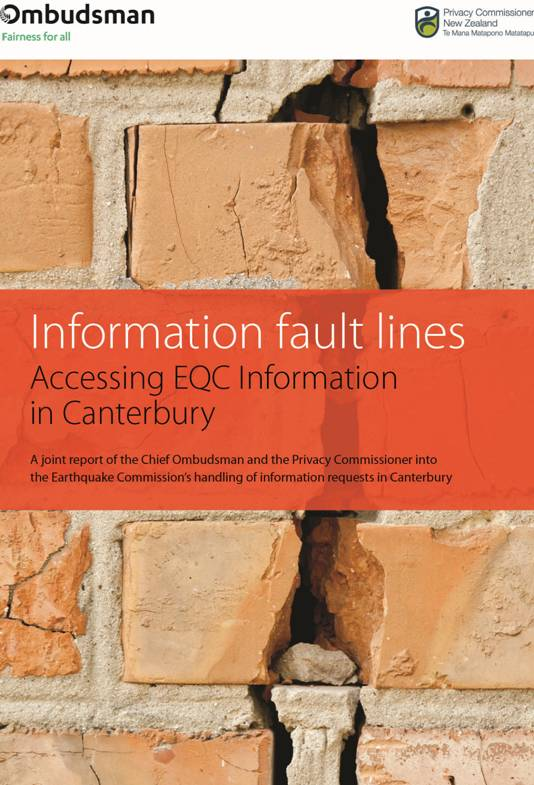 Ombudsman
Fairness for all
Privacy Commissioner
New Zealand
Te Mana Matapono Matatapu
Information fault lines
Accessing EQC Information
in Canterbury
A joint report of the Chief Ombudsman and the Privacy Commissioner into
the Earthquake Commission's handling of information requests in Canterbury